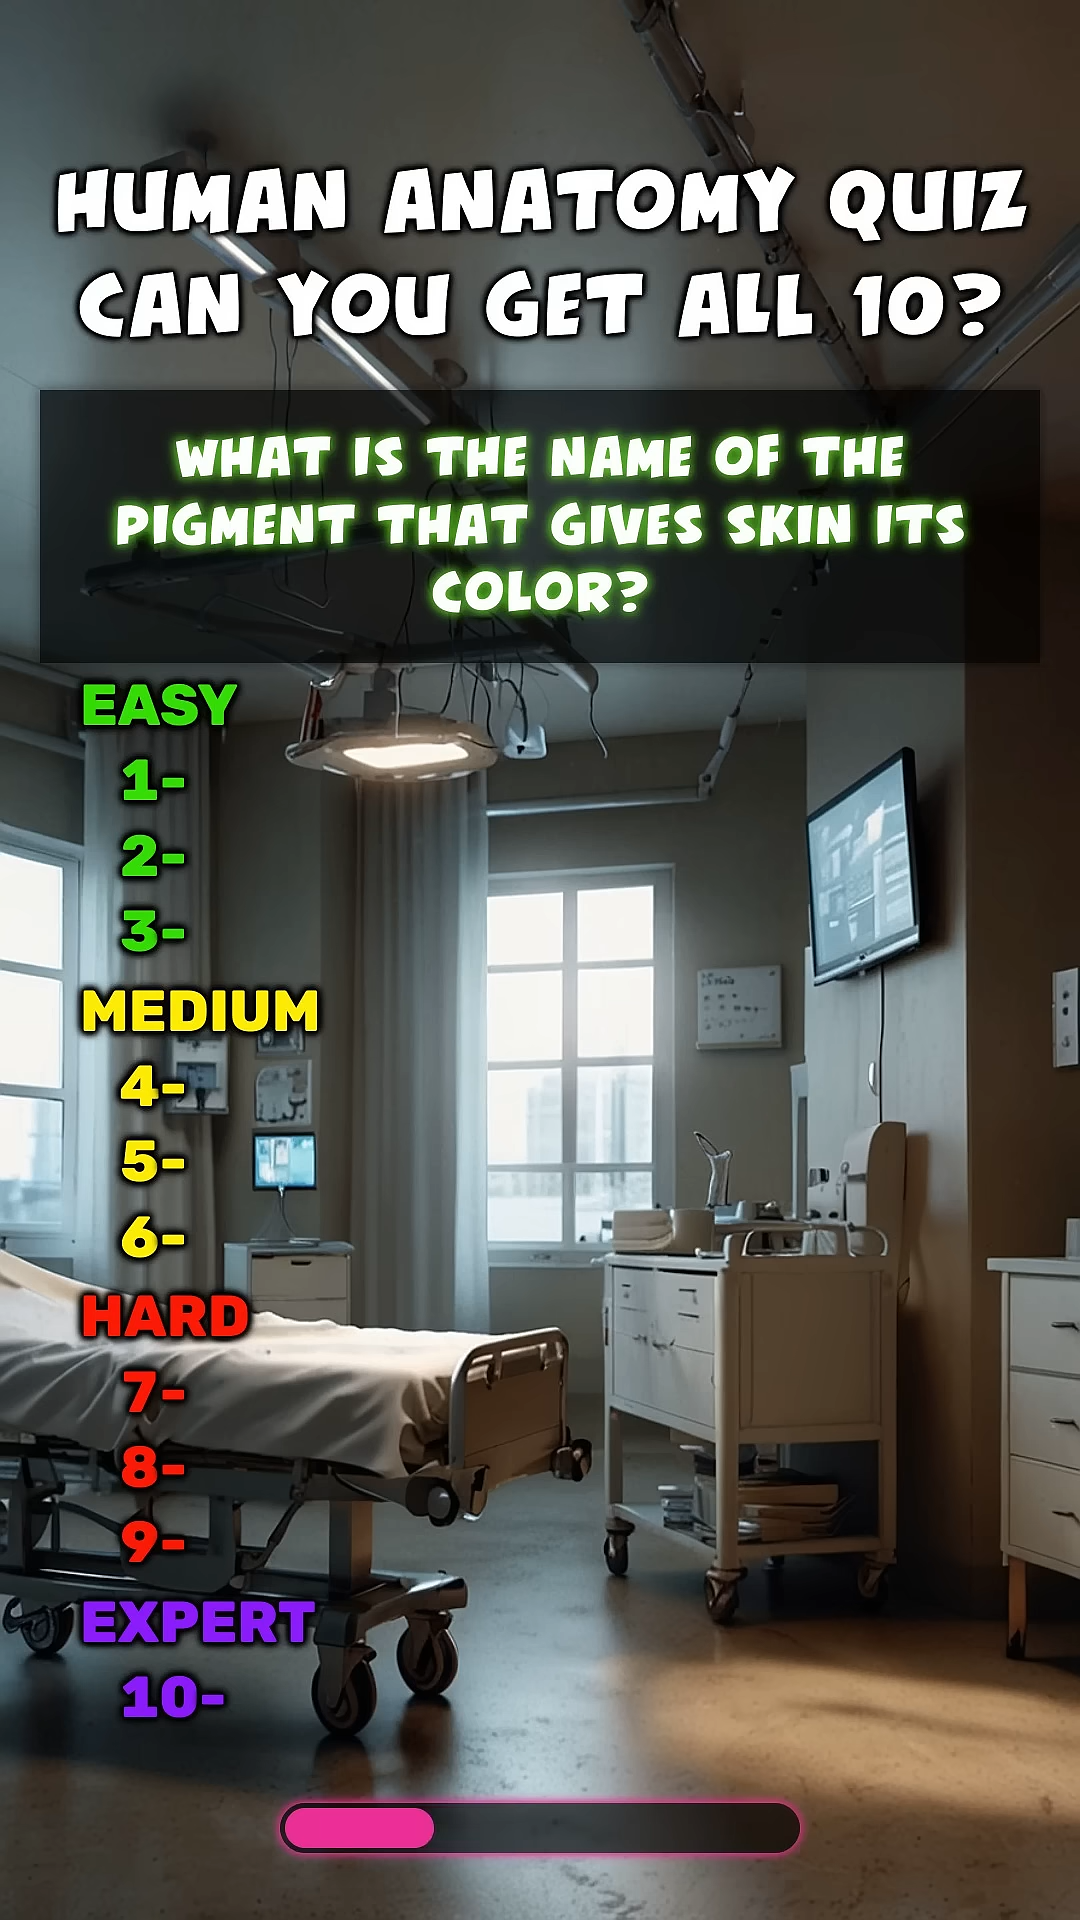 HUMAN ANATOMY QUIZ
CAN YOU GET ALL 10?
WHAT IS THE NAME OF THE
PIGMENT THAT GIVES SKIN ITS
COLOR?
EASY
1-
2-
3-
MEDIUM
4-
5-
6-
HARD
7-
8-
9-
EXPERT
10-